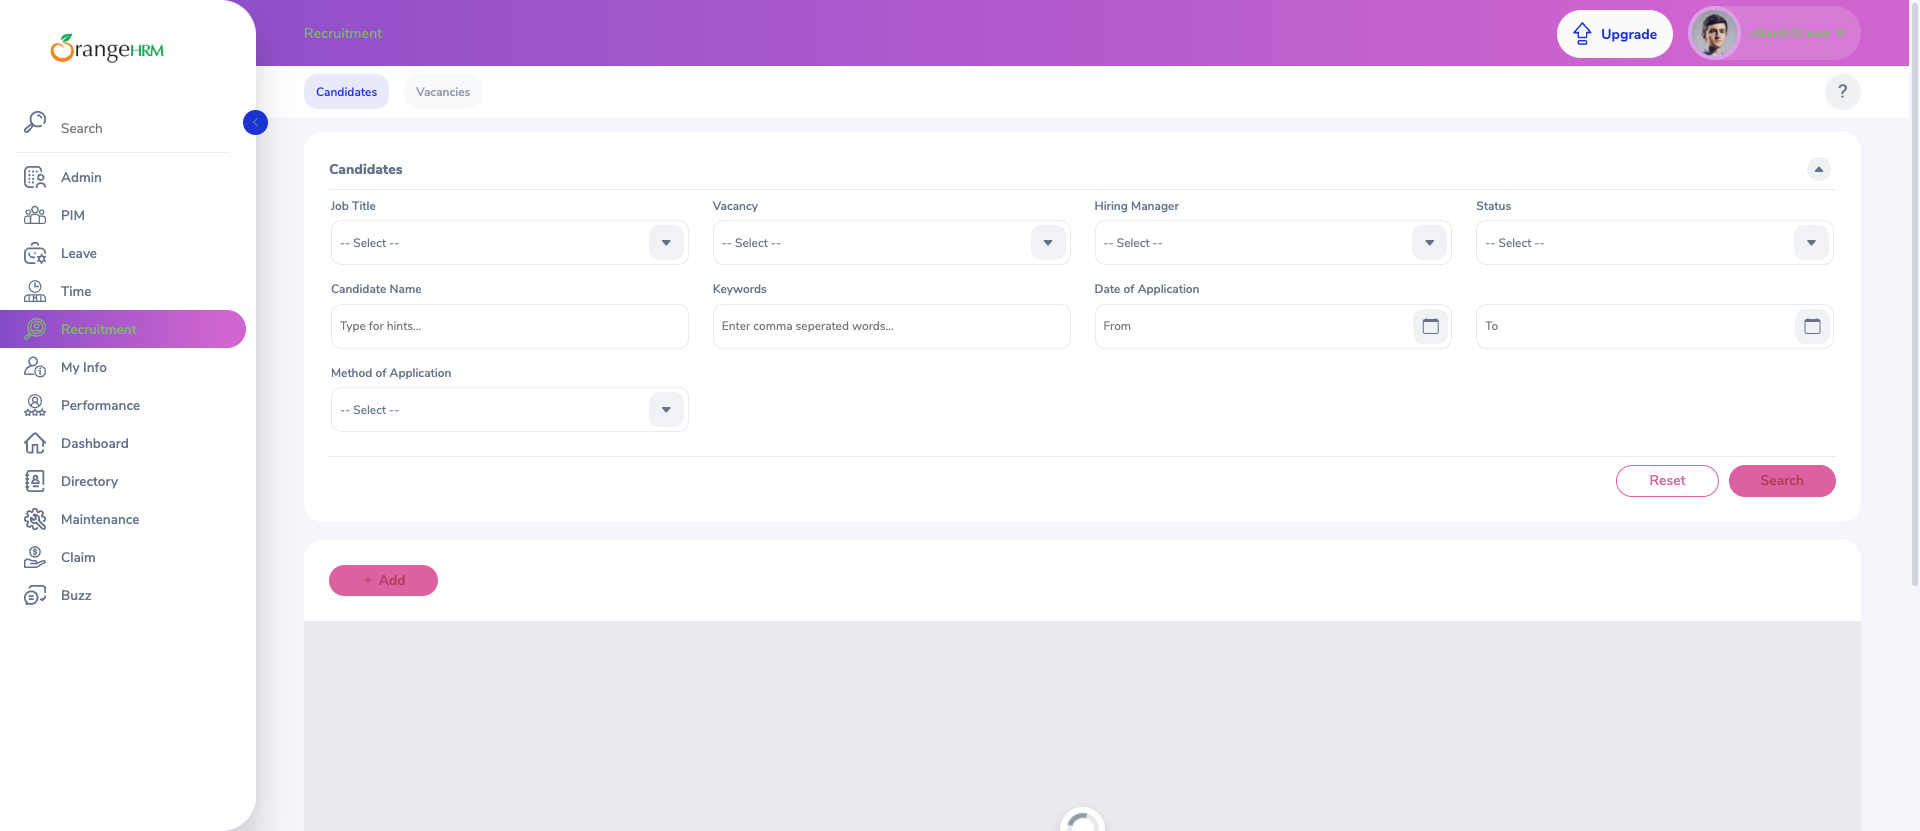 OrangeHRM
Search
Admin
PIM
Leave
Time
Recruitment
My Info
Performance
Dashboard
Directory
Maintenance
Claim
Buzz
Recruitment
Upgrade
Candidates
Vacancies
?
Candidates
Job Title
Vacancy
Hiring Manager
Status
-- Select --
-- Select --
-- Select --
-- Select --
Candidate Name
Keywords
Date of Application
Type for hints...
Enter comma seperated words...
From
To
Method of Application
-- Select --
Reset
Search
+ Add